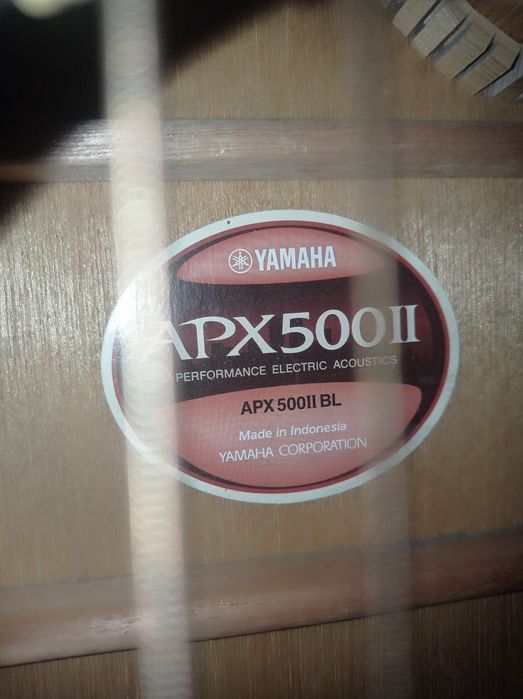 YAMAHA
APX500II
PERFORMANCE ELECTRIC ACOUSTICS
APX 500II BL
Made in Indonesia
YAMAHA CORPORATION